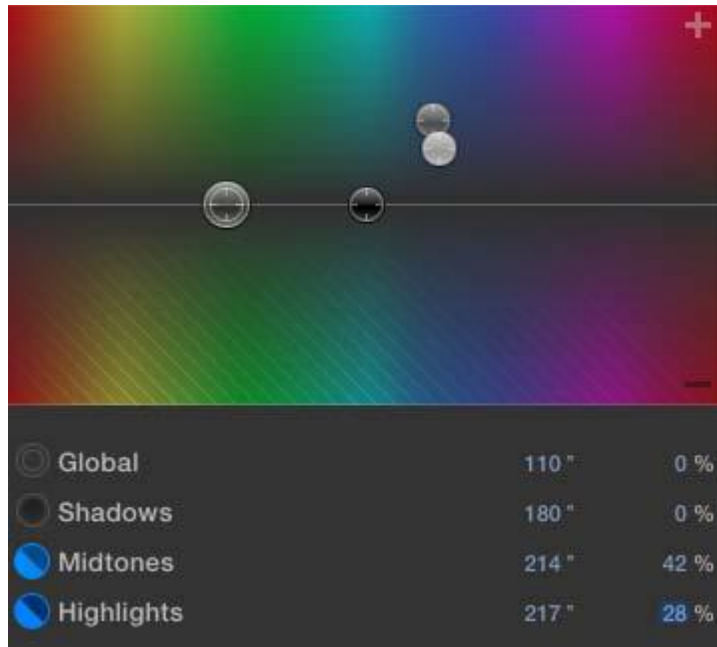 Global 110 ° 0 %
Shadows 180 ° 0 %
Midtones 214 ° 42 %
Highlights 217 ° 28 %